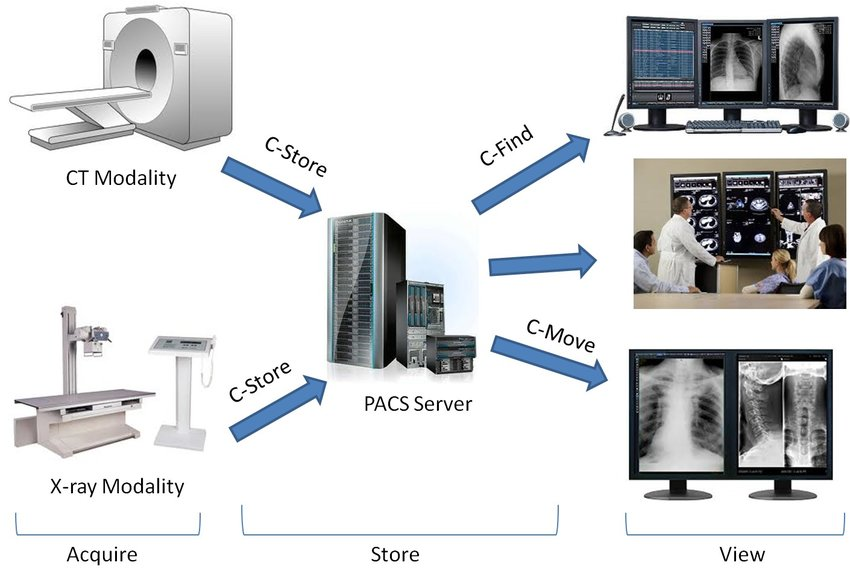 CT Modality
C-Store
C-Find
C-Move
C-Store
PACS Server
X-ray Modality
Acquire
Store
View